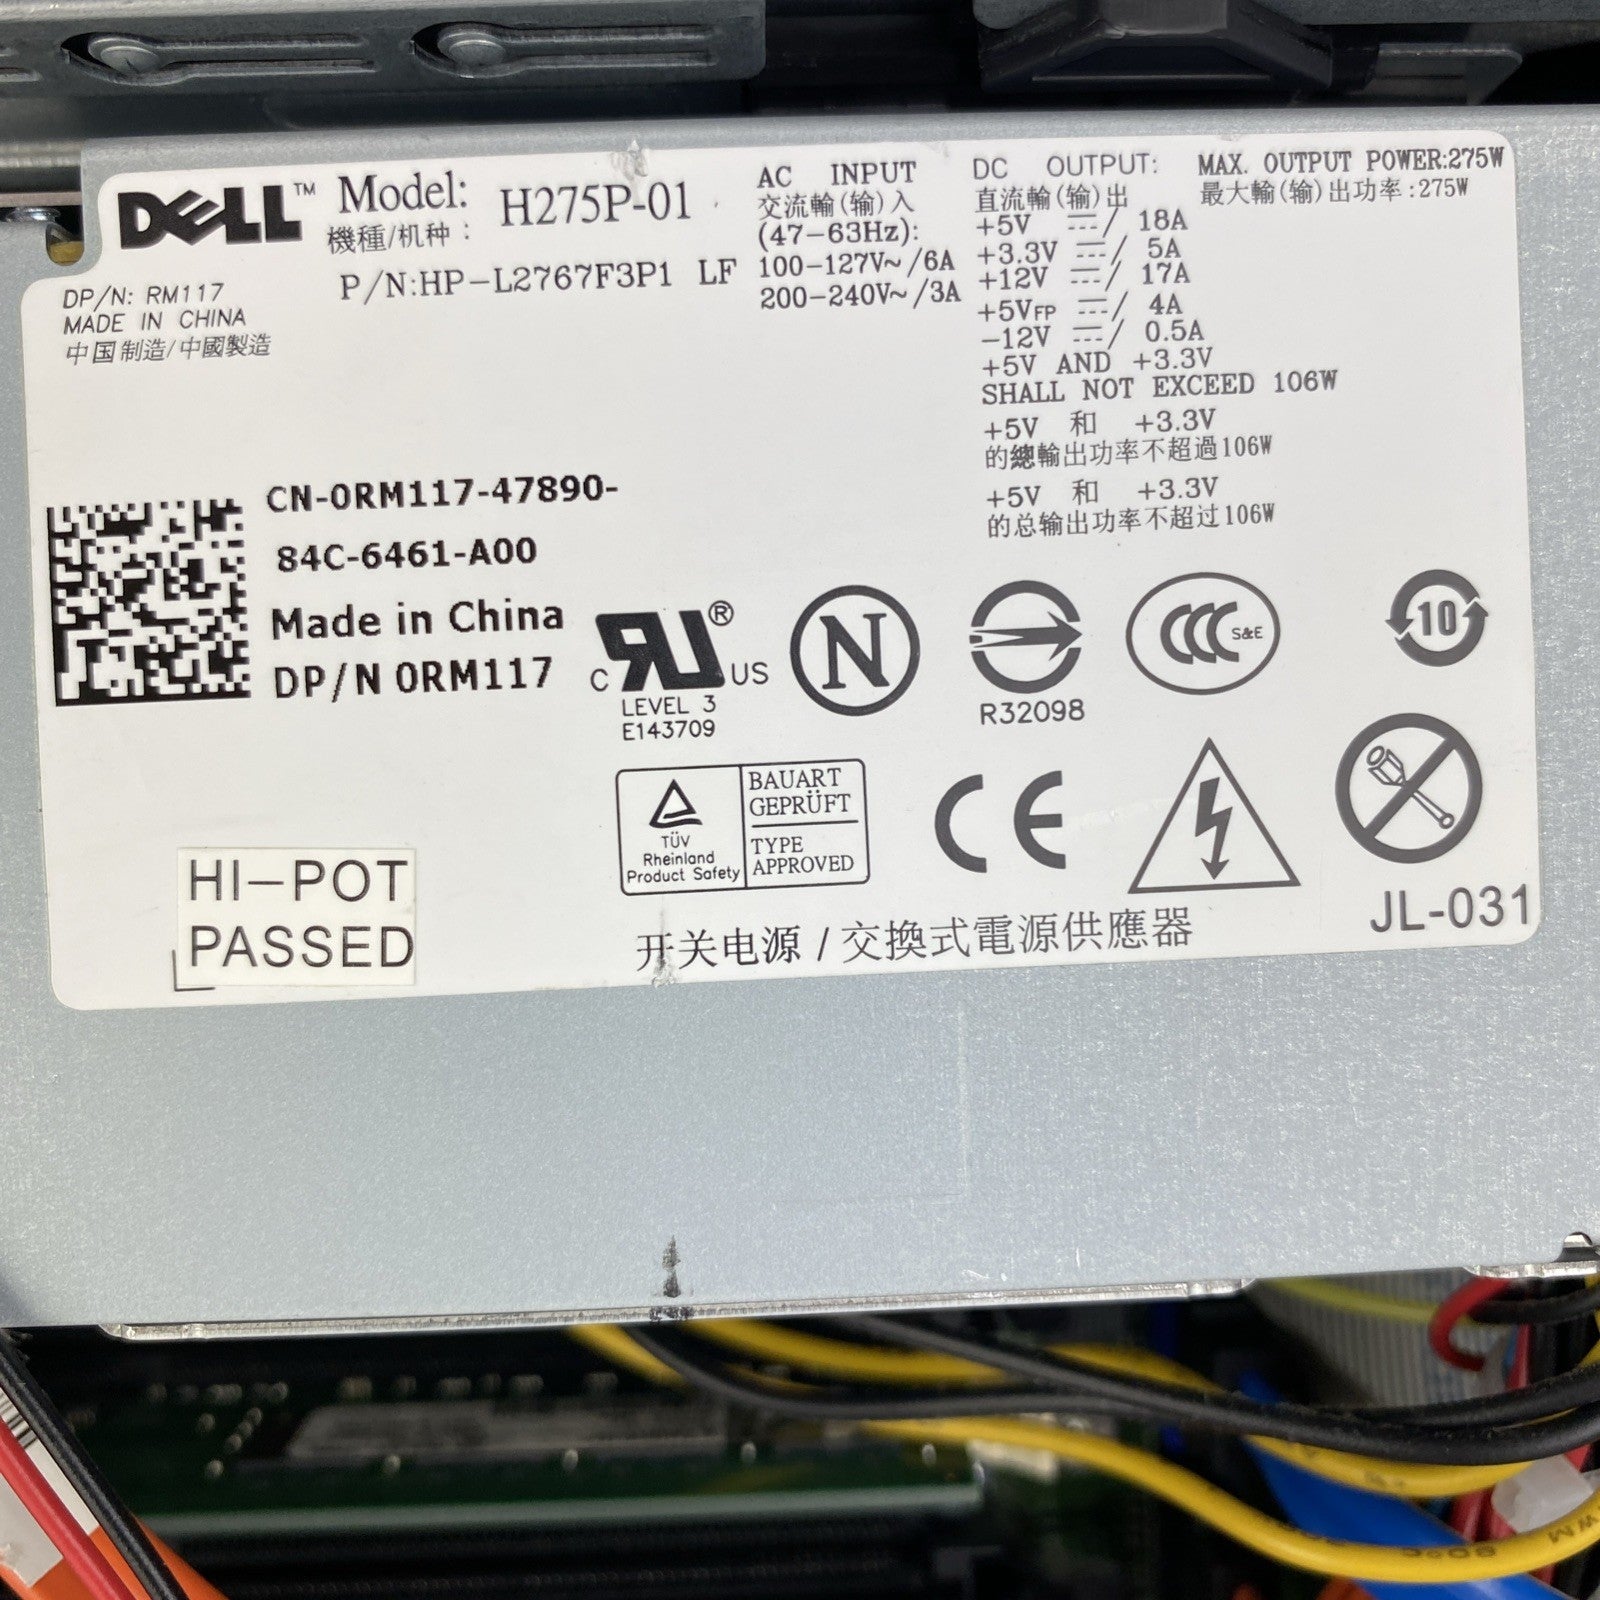 DELL™ Model: H275P-01
機種/机种:
P/N:HP-L2767F3P1 LF
DP/N: RM117
MADE IN CHINA
中国制造/中國製造
AC INPUT
交流輸(输)入
(47-63Hz):
100-127V~/6A
200-240V~/3A
DC OUTPUT:
直流輸(输)出
+5V ⎓/ 18A
+3.3V ⎓/ 5A
+12V ⎓/ 17A
+5VFP ⎓/ 4A
-12V ⎓/ 0.5A
+5V AND +3.3V
SHALL NOT EXCEED 106W
+5V 和 +3.3V
的總輸出功率不超過106W
+5V 和 +3.3V
的总输出功率不超过106W
MAX. OUTPUT POWER:275W
最大輸(输)出功率:275W
CN-0RM117-47890-
84C-6461-A00
Made in China
DP/N 0RM117
c RU ® US
LEVEL 3
E143709
N
R32098
CCC S&E
10
TÜV
Rheinland
Product Safety
BAUART
GEPRÜFT
TYPE
APPROVED
CE
HI-POT
PASSED
开关电源/交換式電源供應器
JL-031